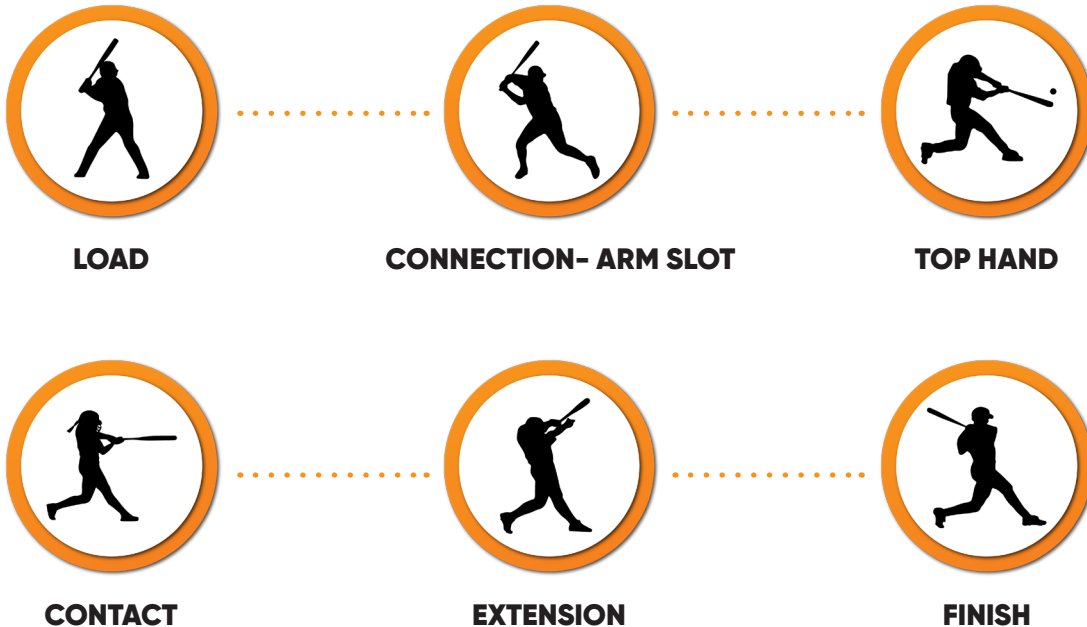 LOAD
CONNECTION- ARM SLOT
TOP HAND
CONTACT
EXTENSION
FINISH